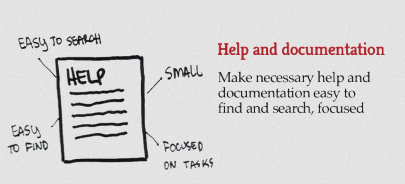 EASY TO SEARCH
HELP
SMALL
EASY
TO FIND
FOCUSED
ON TASKS
Help and documentation
Make necessary help and
documentation easy to
find and search, focused